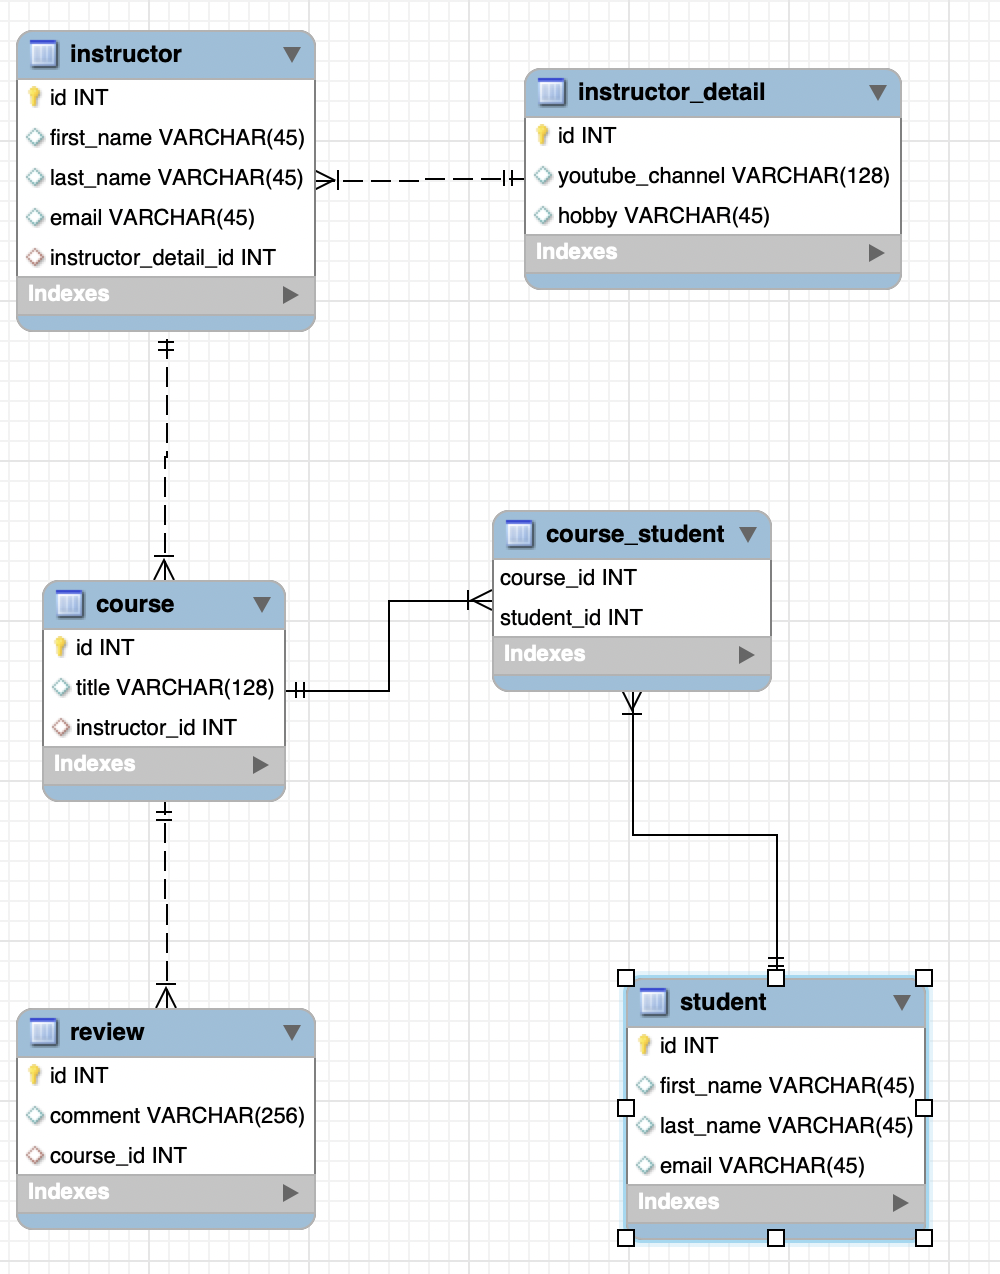 instructor
id INT
first_name VARCHAR(45)
last_name VARCHAR(45)
email VARCHAR(45)
instructor_detail_id INT
Indexes
instructor_detail
id INT
youtube_channel VARCHAR(128)
hobby VARCHAR(45)
Indexes
course_student
course_id INT
student_id INT
Indexes
course
id INT
title VARCHAR(128)
instructor_id INT
Indexes
review
id INT
comment VARCHAR(256)
course_id INT
Indexes
student
id INT
first_name VARCHAR(45)
last_name VARCHAR(45)
email VARCHAR(45)
Indexes